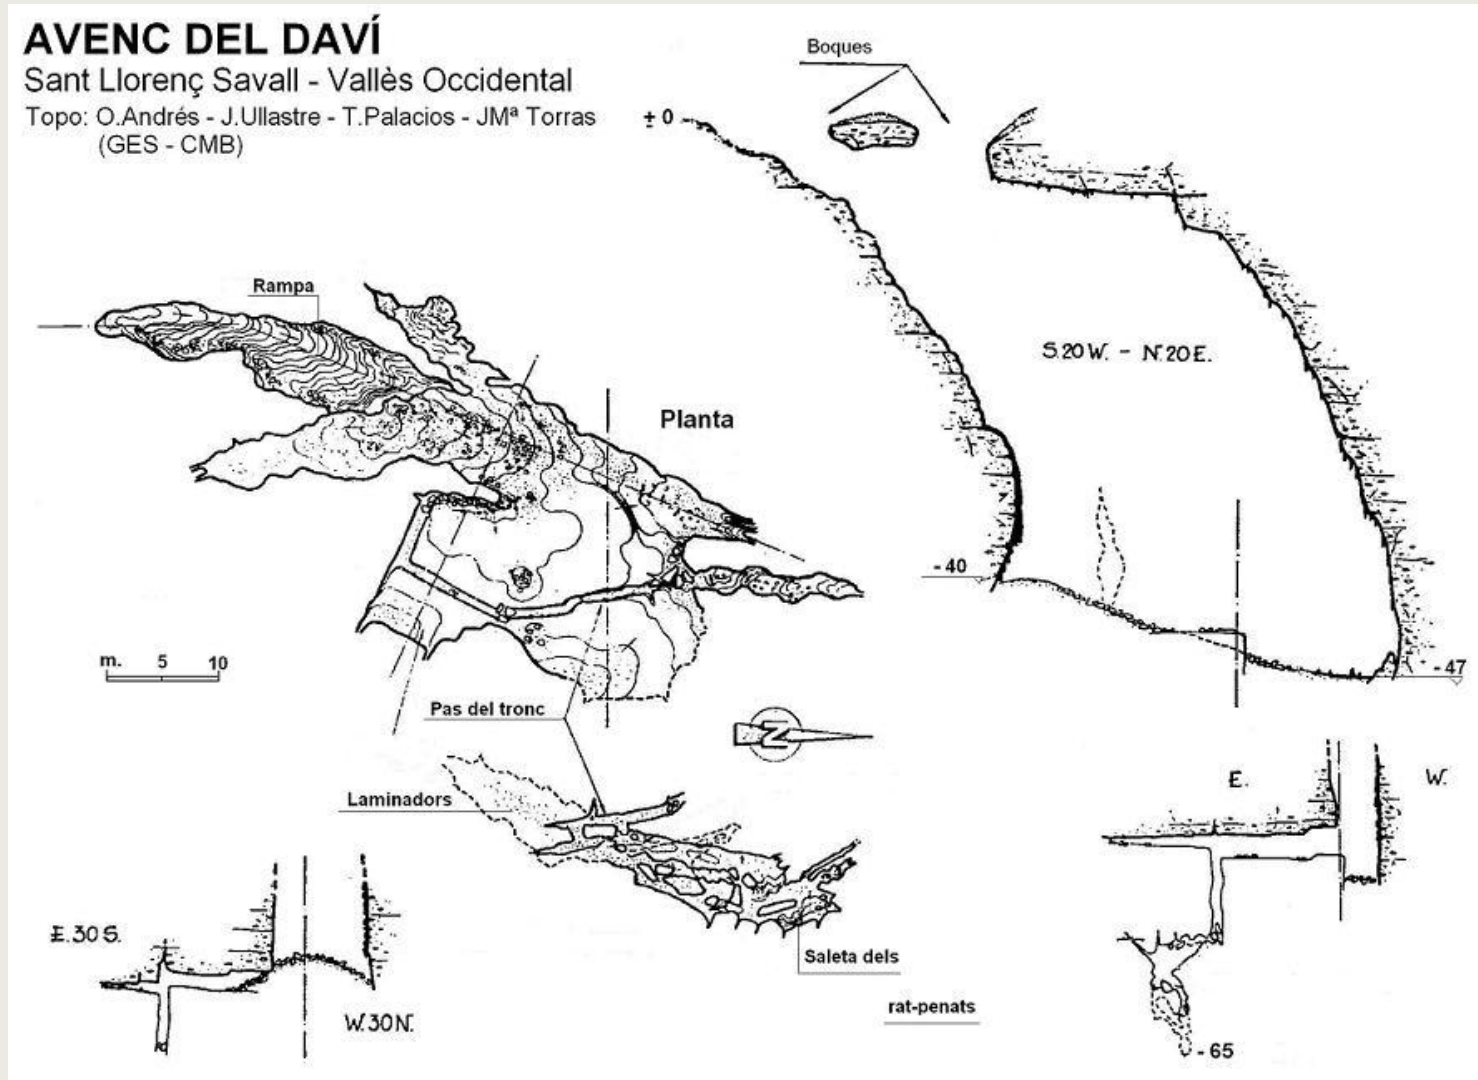 AVENC DEL DAVÍ
Sant Llorenç Savall - Vallès Occidental
Topo: O.Andrés - J.Ullastre - T.Palacios - JMª Torras
(GES - CMB)
Boques
± 0
Rampa
S.20W. - N.20E.
Planta
- 40
m. 5 10
- 47
Pas del tronc
N
Laminadors
E. W.
E.30S.
Saleta dels
rat-penats
W.30N.
- 65